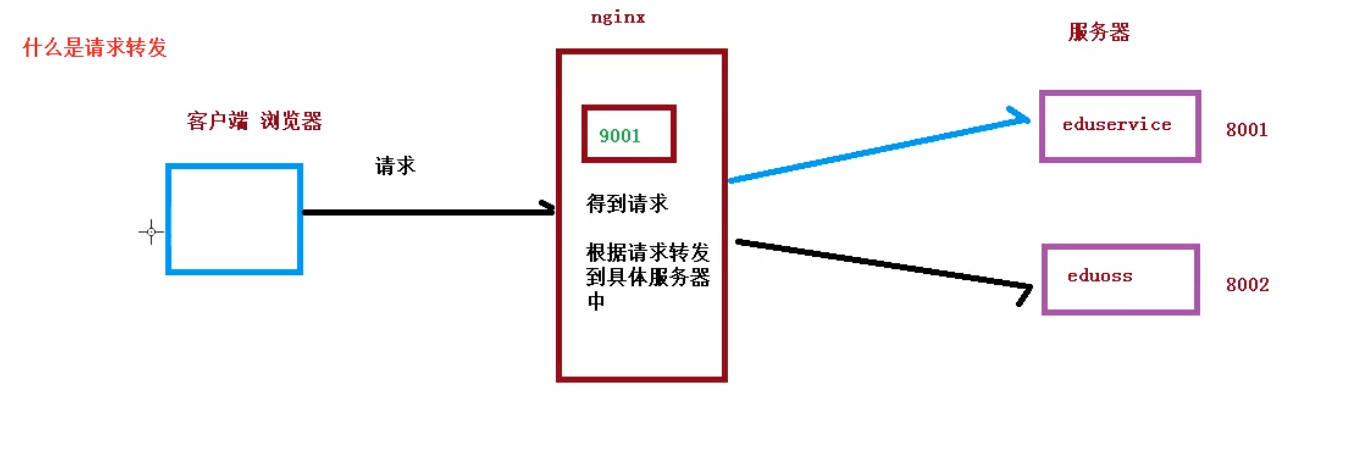 什么是请求转发
客户端 浏览器
请求
nginx
9001
得到请求
根据请求转发
到具体服务器
中
服务器
eduservice
8001
eduoss
8002